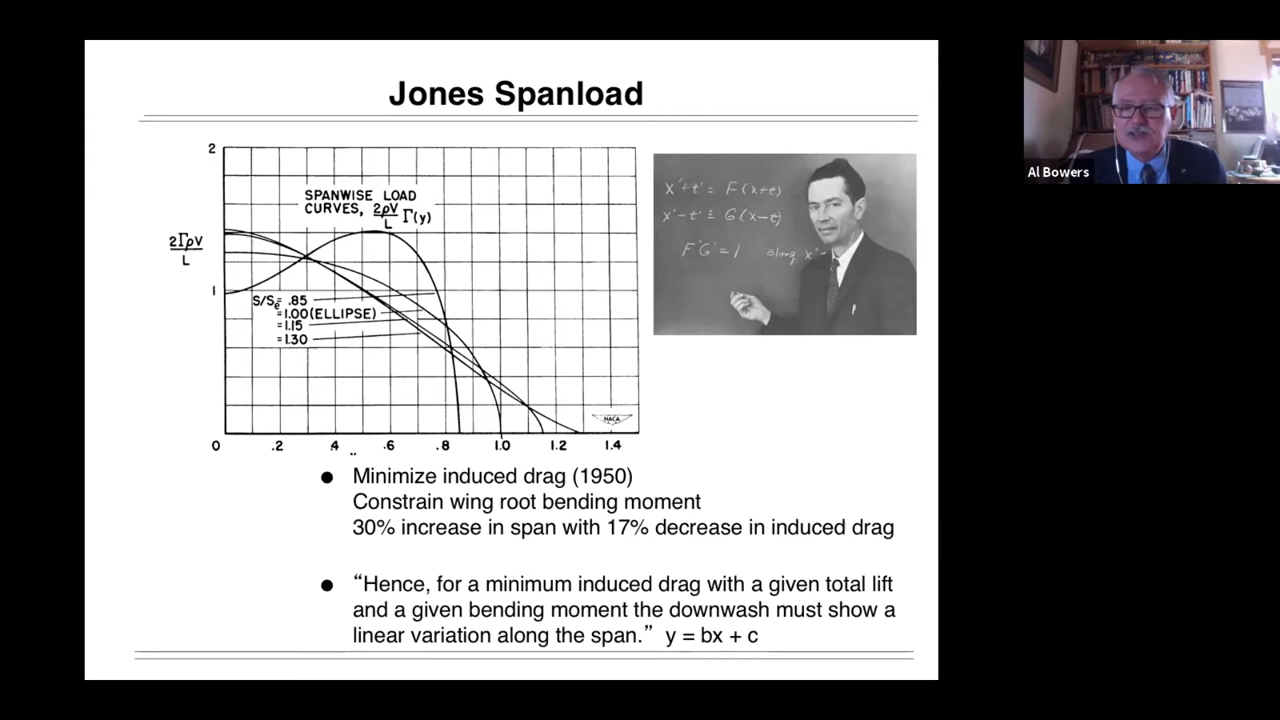 Jones Spanload
2
SPANWISE LOAD
CURVES, 2ρV/L Γ(y)
2ΓρV
L
1
S/Se= .85
=1.00(ELLIPSE)
=1.15
=1.30
NACA
0 .2 .4 .6 .8 1.0 1.2 1.4
x'+t' = F(x+t)
x'-t' = G(x-t)
F'G' = 1 along x'-
● Minimize induced drag (1950)
Constrain wing root bending moment
30% increase in span with 17% decrease in induced drag
● “Hence, for a minimum induced drag with a given total lift
and a given bending moment the downwash must show a
linear variation along the span.” y = bx + c
Al Bowers